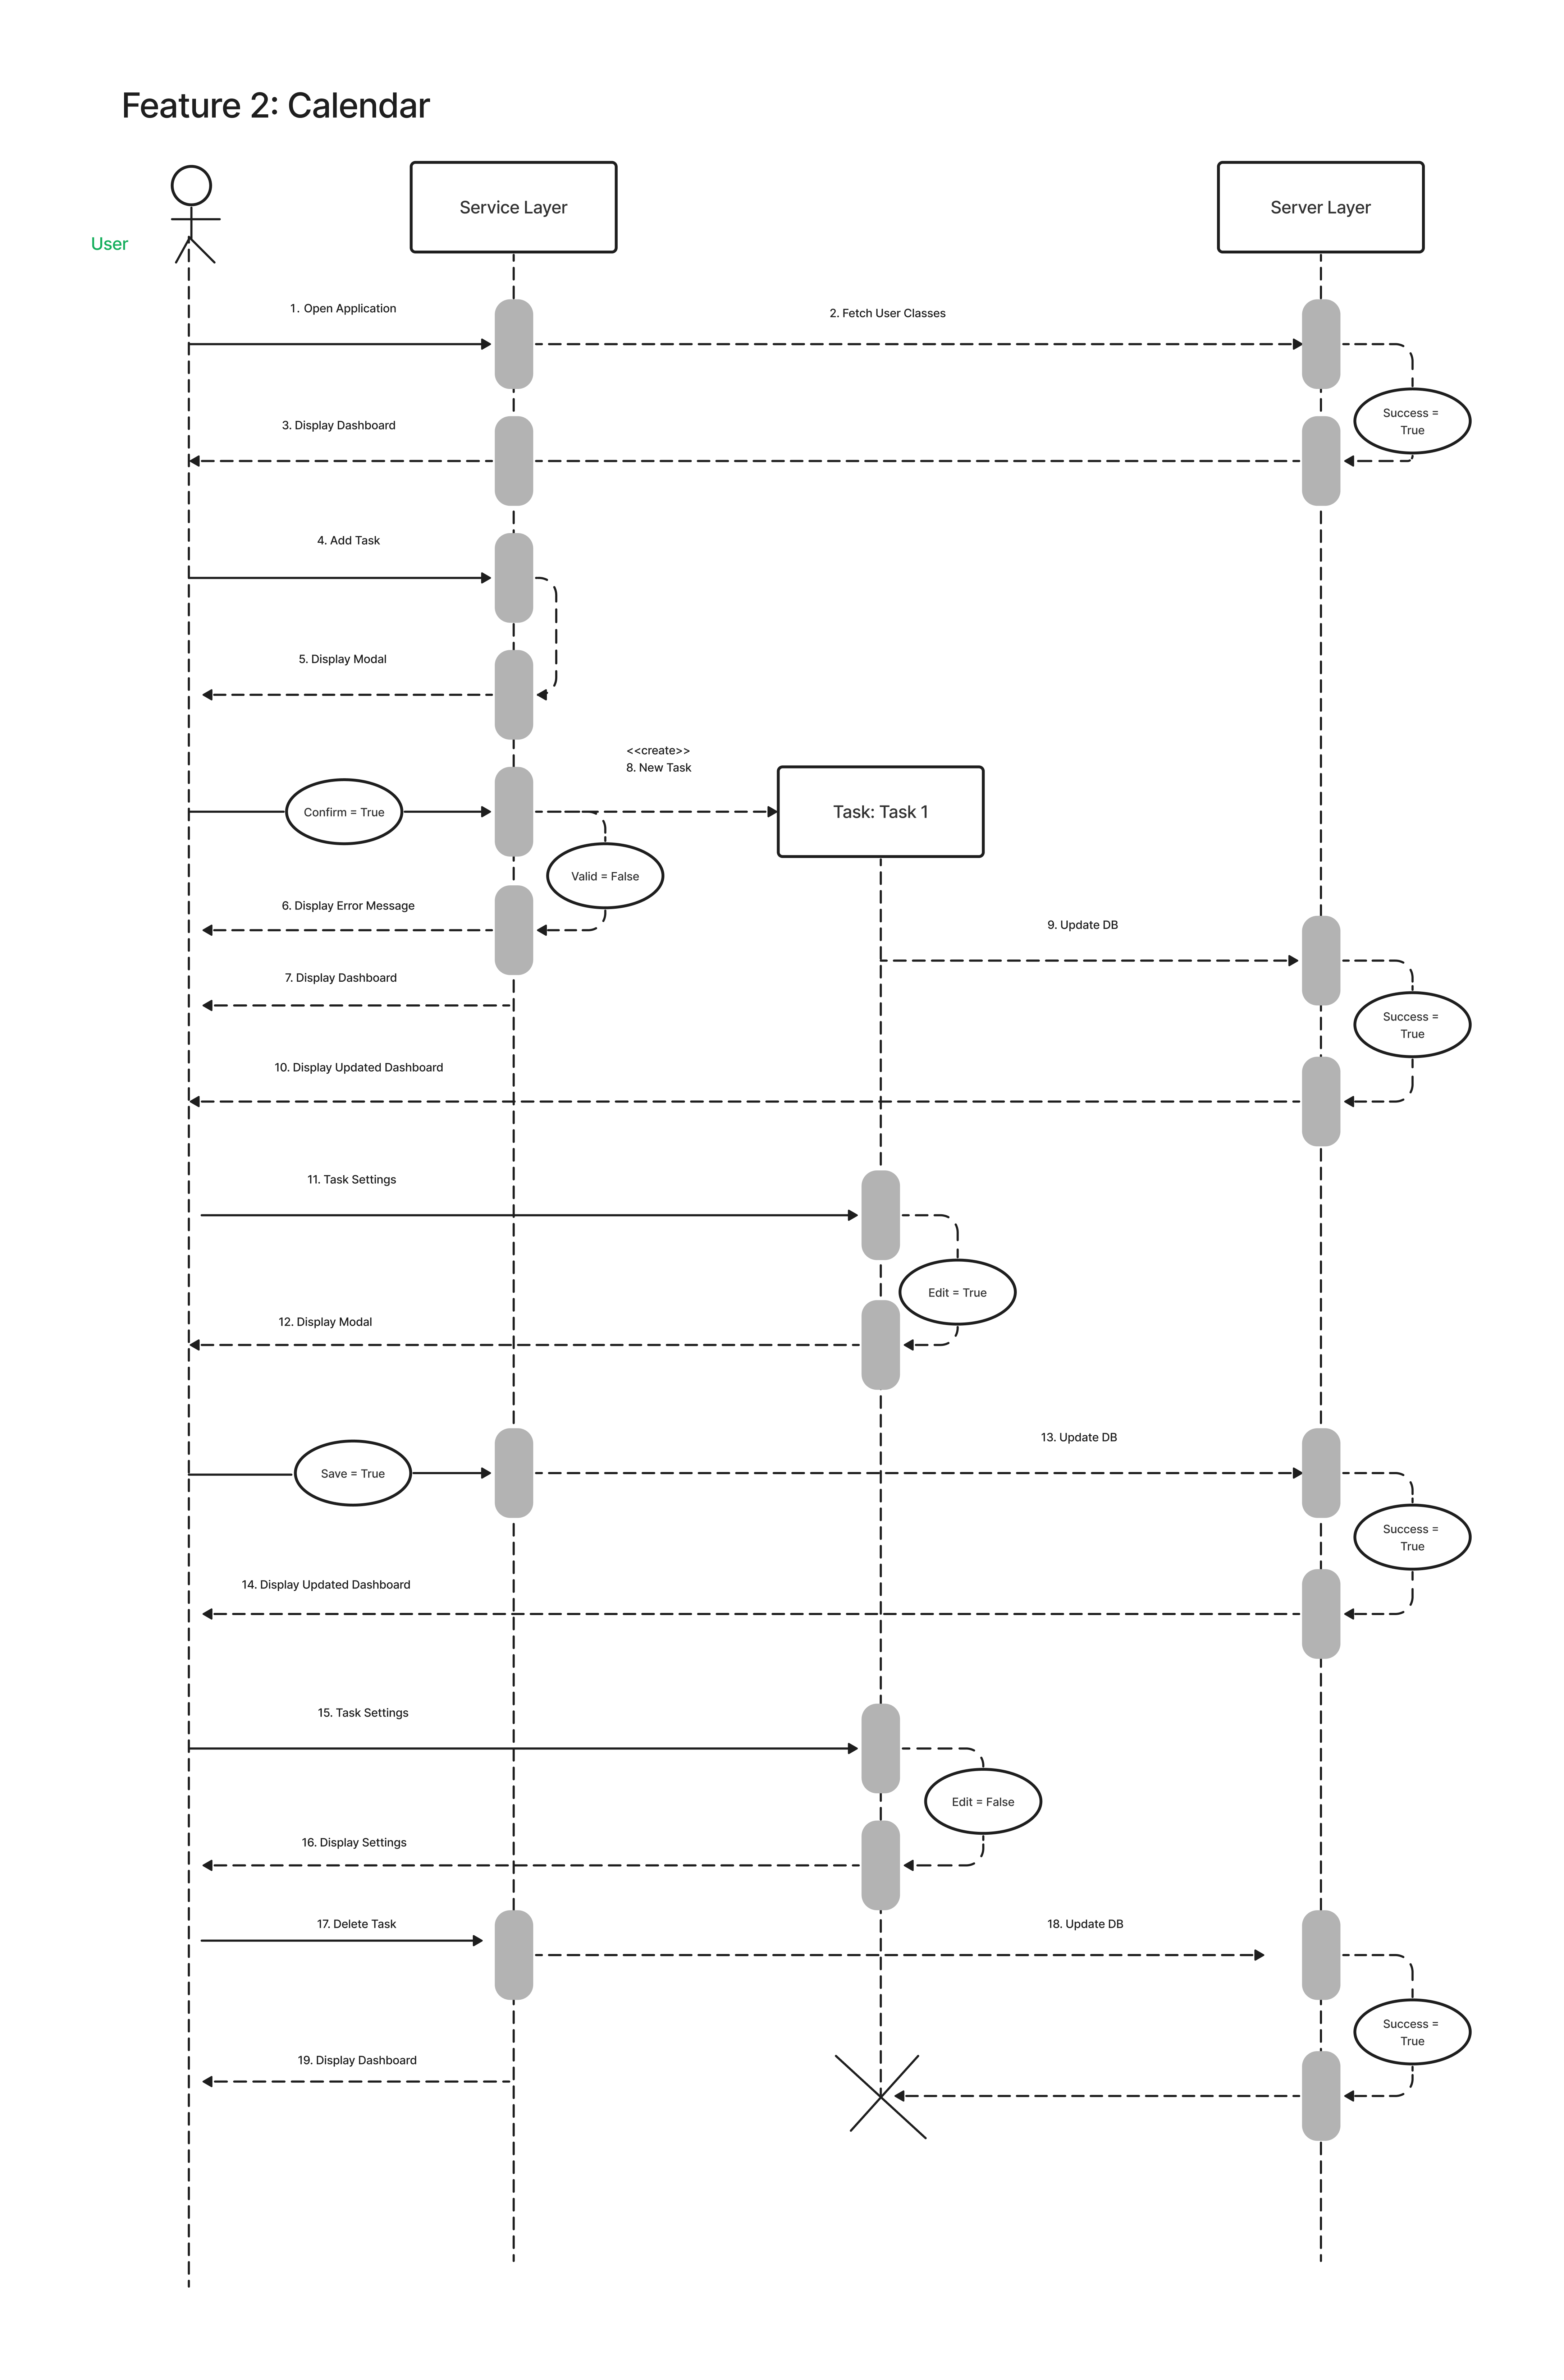 Feature 2: Calendar
User
Service Layer
Server Layer
1. Open Application
2. Fetch User Classes
Success =
True
3. Display Dashboard
4. Add Task
5. Display Modal
<<create>>
8. New Task
Confirm = True
Task: Task 1
Valid = False
6. Display Error Message
9. Update DB
7. Display Dashboard
Success =
True
10. Display Updated Dashboard
11. Task Settings
Edit = True
12. Display Modal
13. Update DB
Save = True
Success =
True
14. Display Updated Dashboard
15. Task Settings
Edit = False
16. Display Settings
17. Delete Task
18. Update DB
Success =
True
19. Display Dashboard